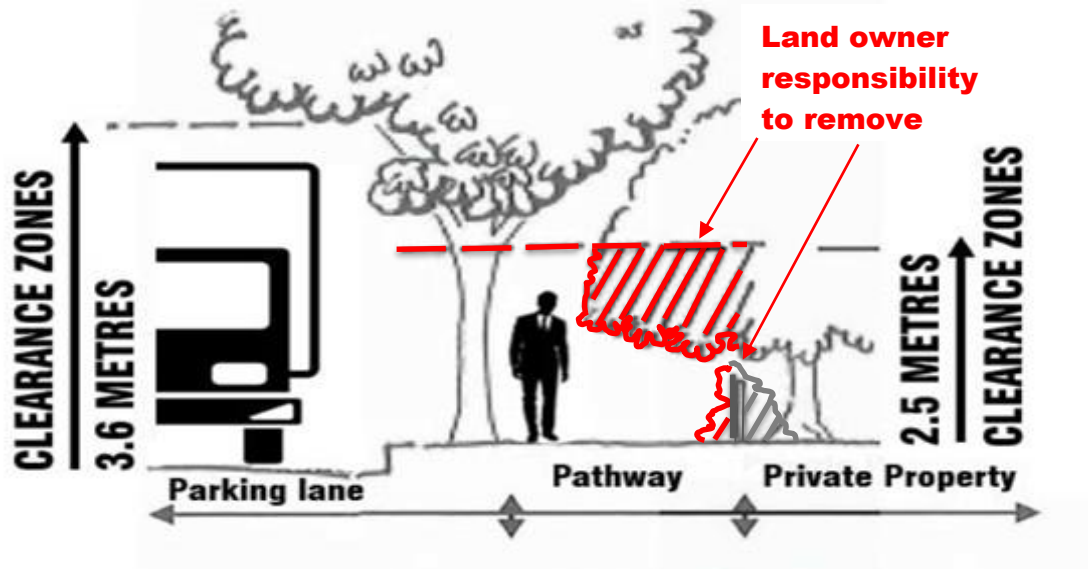 Land owner
responsibility
to remove
CLEARANCE ZONES
3.6 METRES
2.5 METRES
CLEARANCE ZONES
Parking lane
Pathway
Private Property